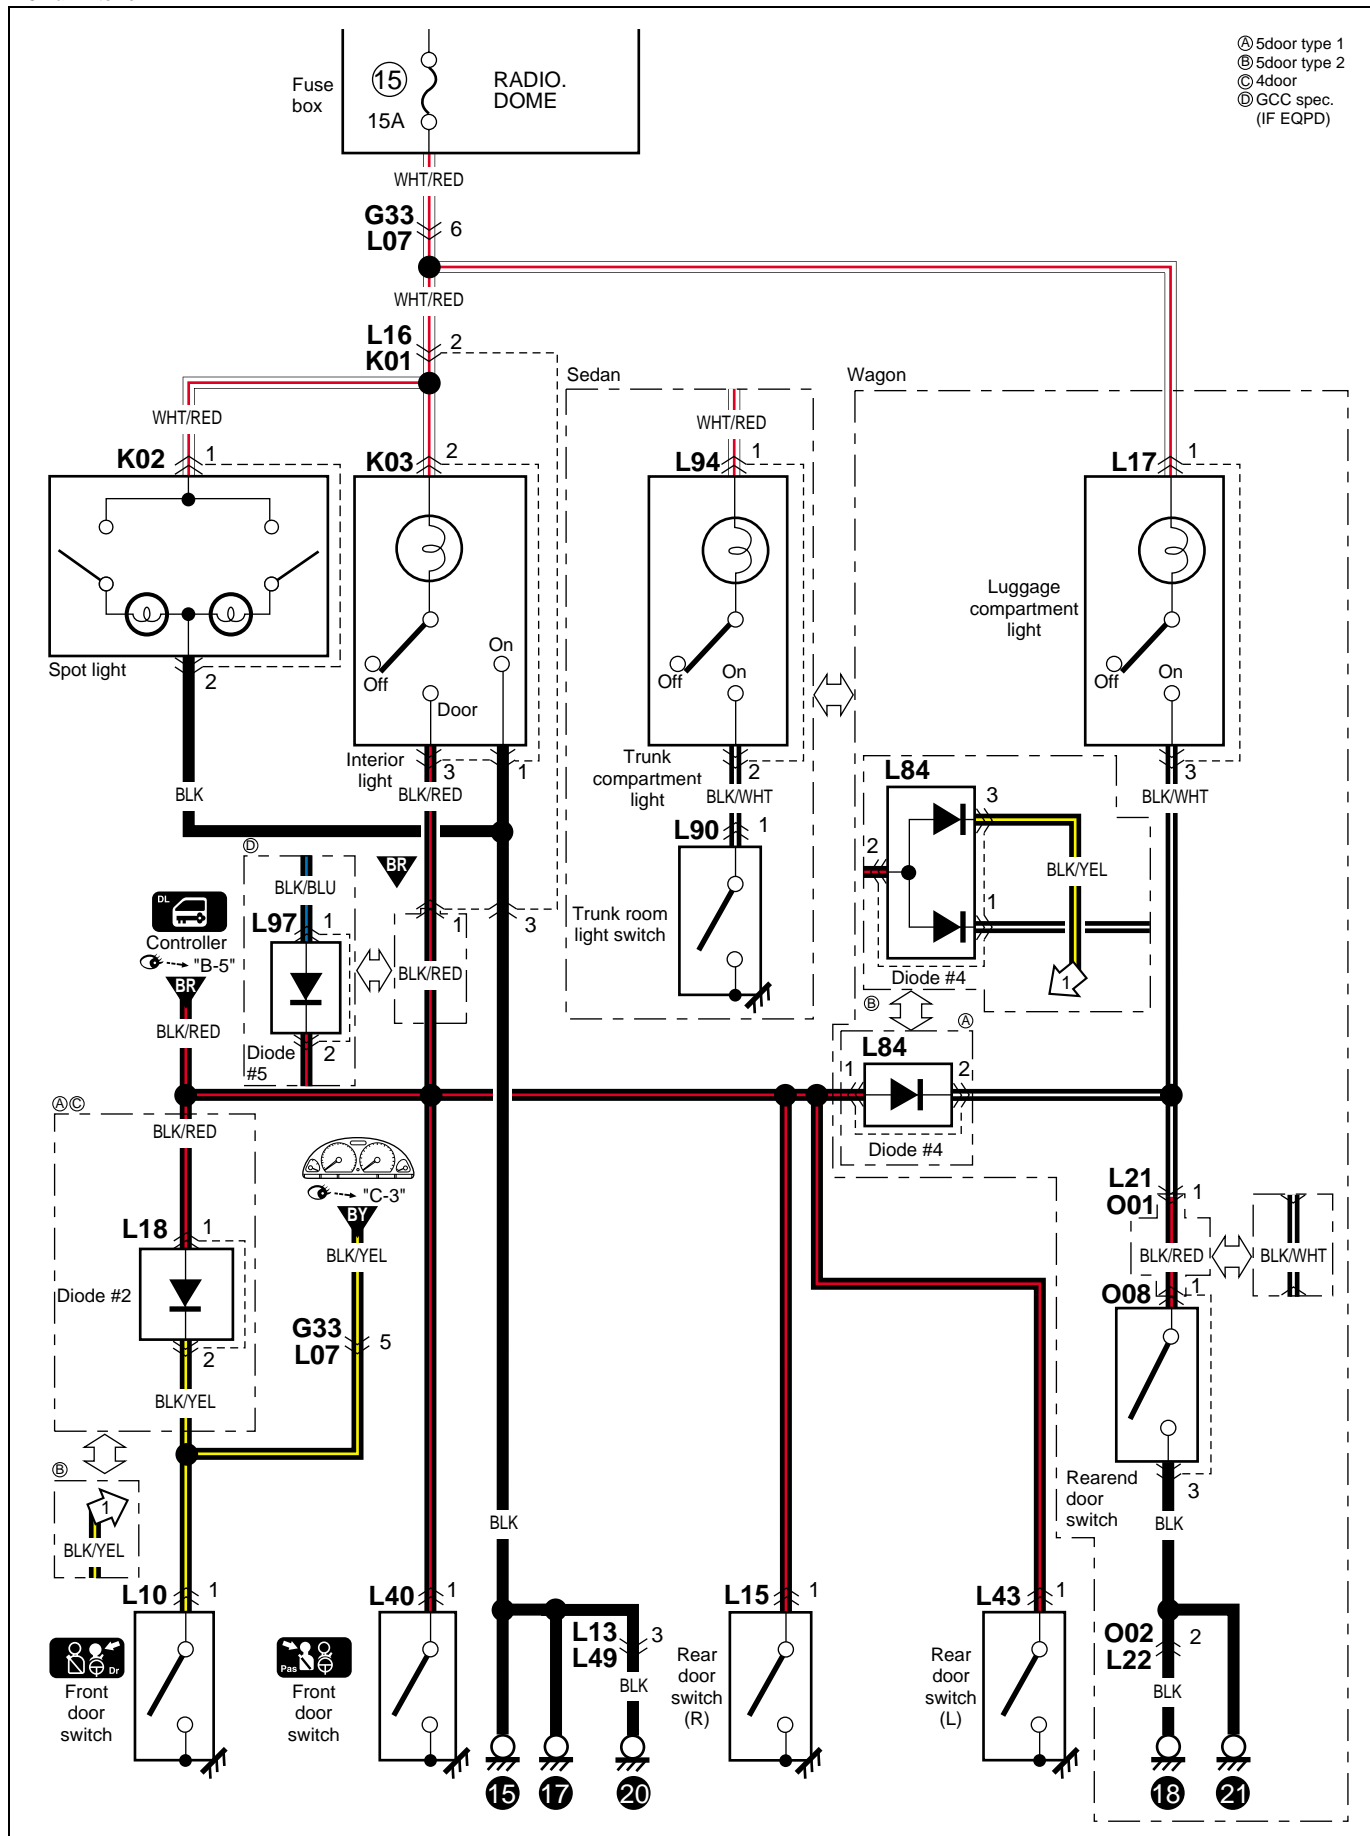 Ⓐ 5door type 1
Ⓑ 5door type 2
Ⓒ 4door
Ⓓ GCC spec.
(IF EQPD)
Fuse
box
15
15A
RADIO.
DOME
WHT/RED
G33
L07
6
WHT/RED
L16
K01
2
Sedan
Wagon
WHT/RED
WHT/RED
K02
1
K03
2
L94
1
L17
1
Luggage
compartment
light
Spot light
2
Off
On
Door
Off
On
Off
On
Interior
light
3
1
Trunk
compartment
light
2
3
BLK
BLK/RED
BLK/WHT
BLK/WHT
L84
3
2
1
BLK/YEL
Diode #4
1
L90
1
Trunk room
light switch
Ⓓ
BLK/BLU
BR
L97
1
1
3
DL
Controller
"B-5"
BR
BLK/RED
BLK/RED
Diode
#5
2
Ⓑ
Ⓐ
L84
1
2
Diode #4
ⒶⒸ
BLK/RED
"C-3"
BY
BLK/YEL
L18
1
Diode #2
2
G33
L07
5
BLK/YEL
L21
O01
1
BLK/RED
BLK/WHT
O08
1
Rearend
door
switch
3
BLK
Ⓑ
1
BLK/YEL
BLK
L10
1
L40
1
L15
1
L43
1
Dr
Front
door
switch
Pas
Front
door
switch
L13
L49
3
BLK
Rear
door
switch
(R)
Rear
door
switch
(L)
O02
L22
2
BLK
15
17
20
18
21